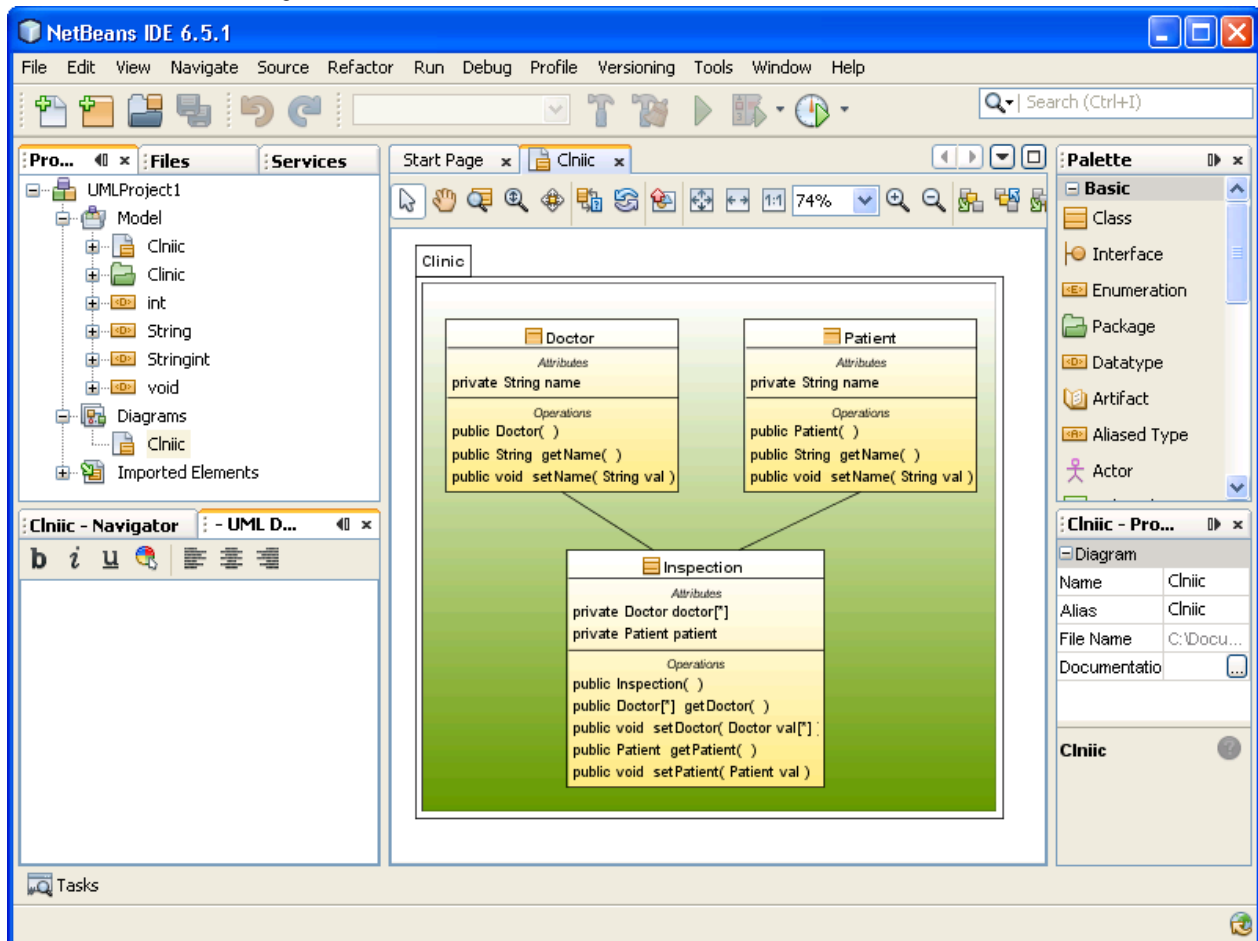 NetBeans IDE 6.5.1
File Edit View Navigate Source Refactor Run Debug Profile Versioning Tools Window Help
Search (Ctrl+I)
Pro... Files Services
UMLProject1
Model
Clniic
Clinic
int
String
Stringint
void
Diagrams
Clniic
Imported Elements
Clniic - Navigator - UML D...
b i u
Start Page Clniic
1:1 74%
Clinic
Doctor
Attributes
private String name
Operations
public Doctor( )
public String getName( )
public void setName( String val )
Patient
Attributes
private String name
Operations
public Patient( )
public String getName( )
public void setName( String val )
Inspection
Attributes
private Doctor doctor[*]
private Patient patient
Operations
public Inspection( )
public Doctor[*] getDoctor( )
public void setDoctor( Doctor val[*]
public Patient getPatient( )
public void setPatient( Patient val )
Palette
Basic
Class
Interface
<E> Enumeration
Package
<D> Datatype
Artifact
<A> Aliased Type
Actor
Clniic - Pro...
Diagram
Name Clniic
Alias Clniic
File Name C:\Docu...
Documentatio ...
Clniic
Tasks